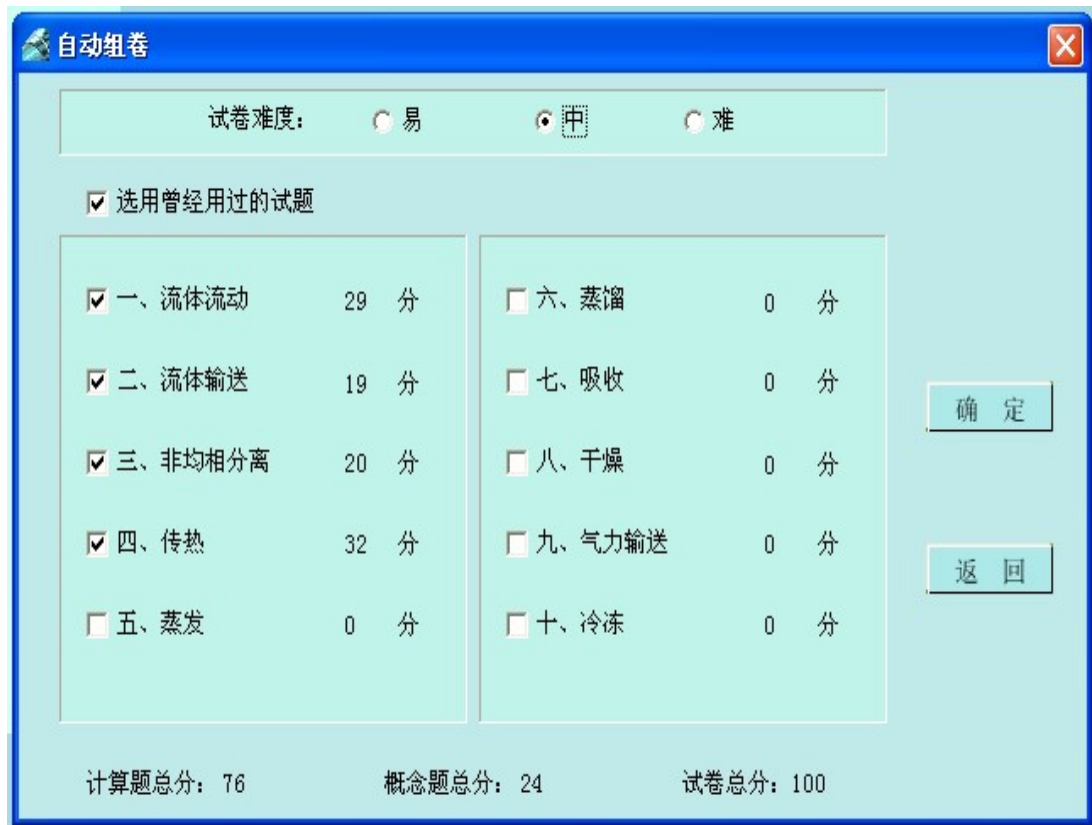 自动组卷
试卷难度： 易 中 难
选用曾经用过的试题
一、流体流动 29 分
二、流体输送 19 分
三、非均相分离 20 分
四、传热 32 分
五、蒸发 0 分
六、蒸馏 0 分
七、吸收 0 分
八、干燥 0 分
九、气力输送 0 分
十、冷冻 0 分
确 定
返 回
计算题总分：76 概念题总分：24 试卷总分：100